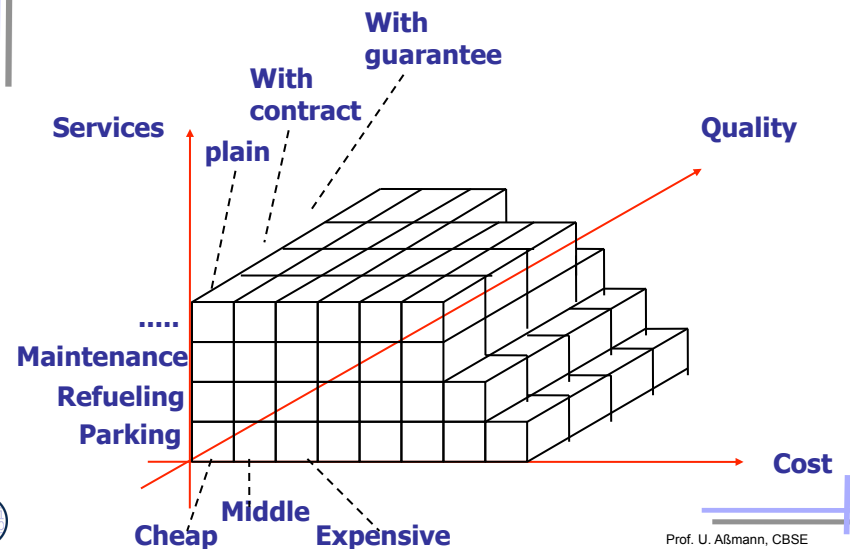 With
guarantee
With
contract
Services
Quality
plain
.....
Maintenance
Refueling
Parking
Cost
Middle
Cheap
Expensive
Prof. U. Aßmann, CBSE